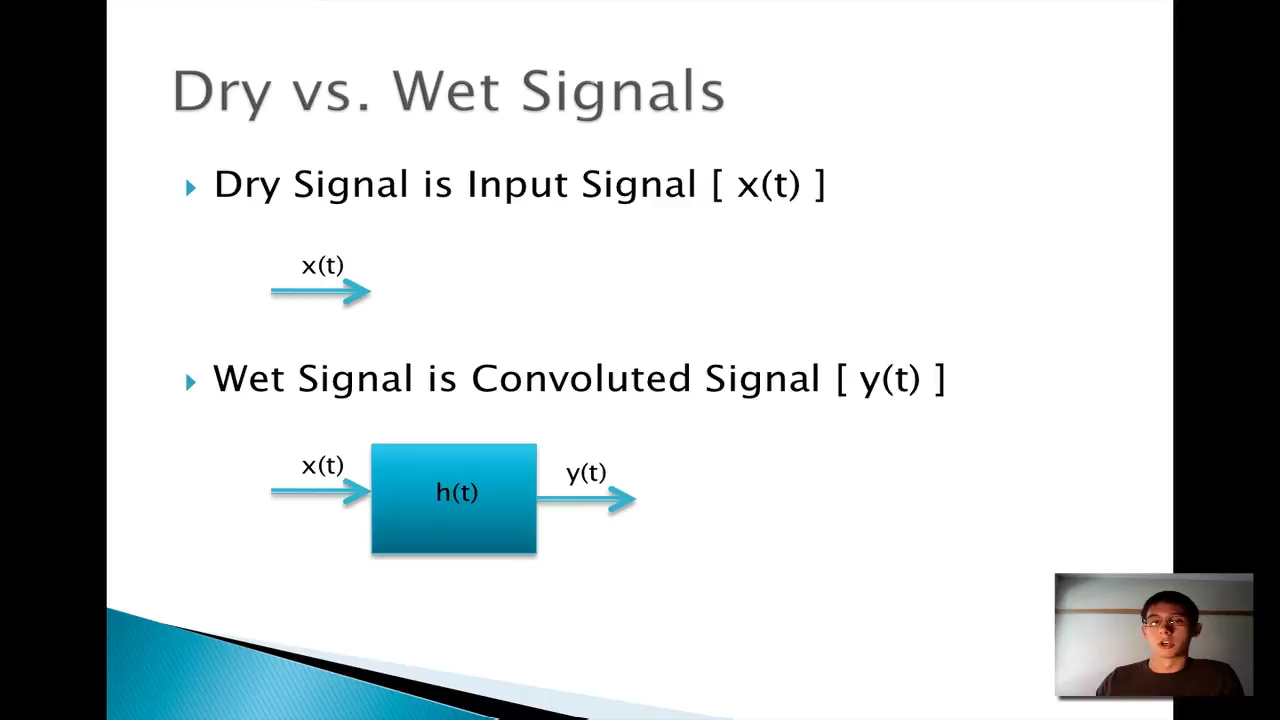 Dry vs. Wet Signals
Dry Signal is Input Signal [ x(t) ]
x(t)
Wet Signal is Convoluted Signal [ y(t) ]
x(t)
h(t)
y(t)